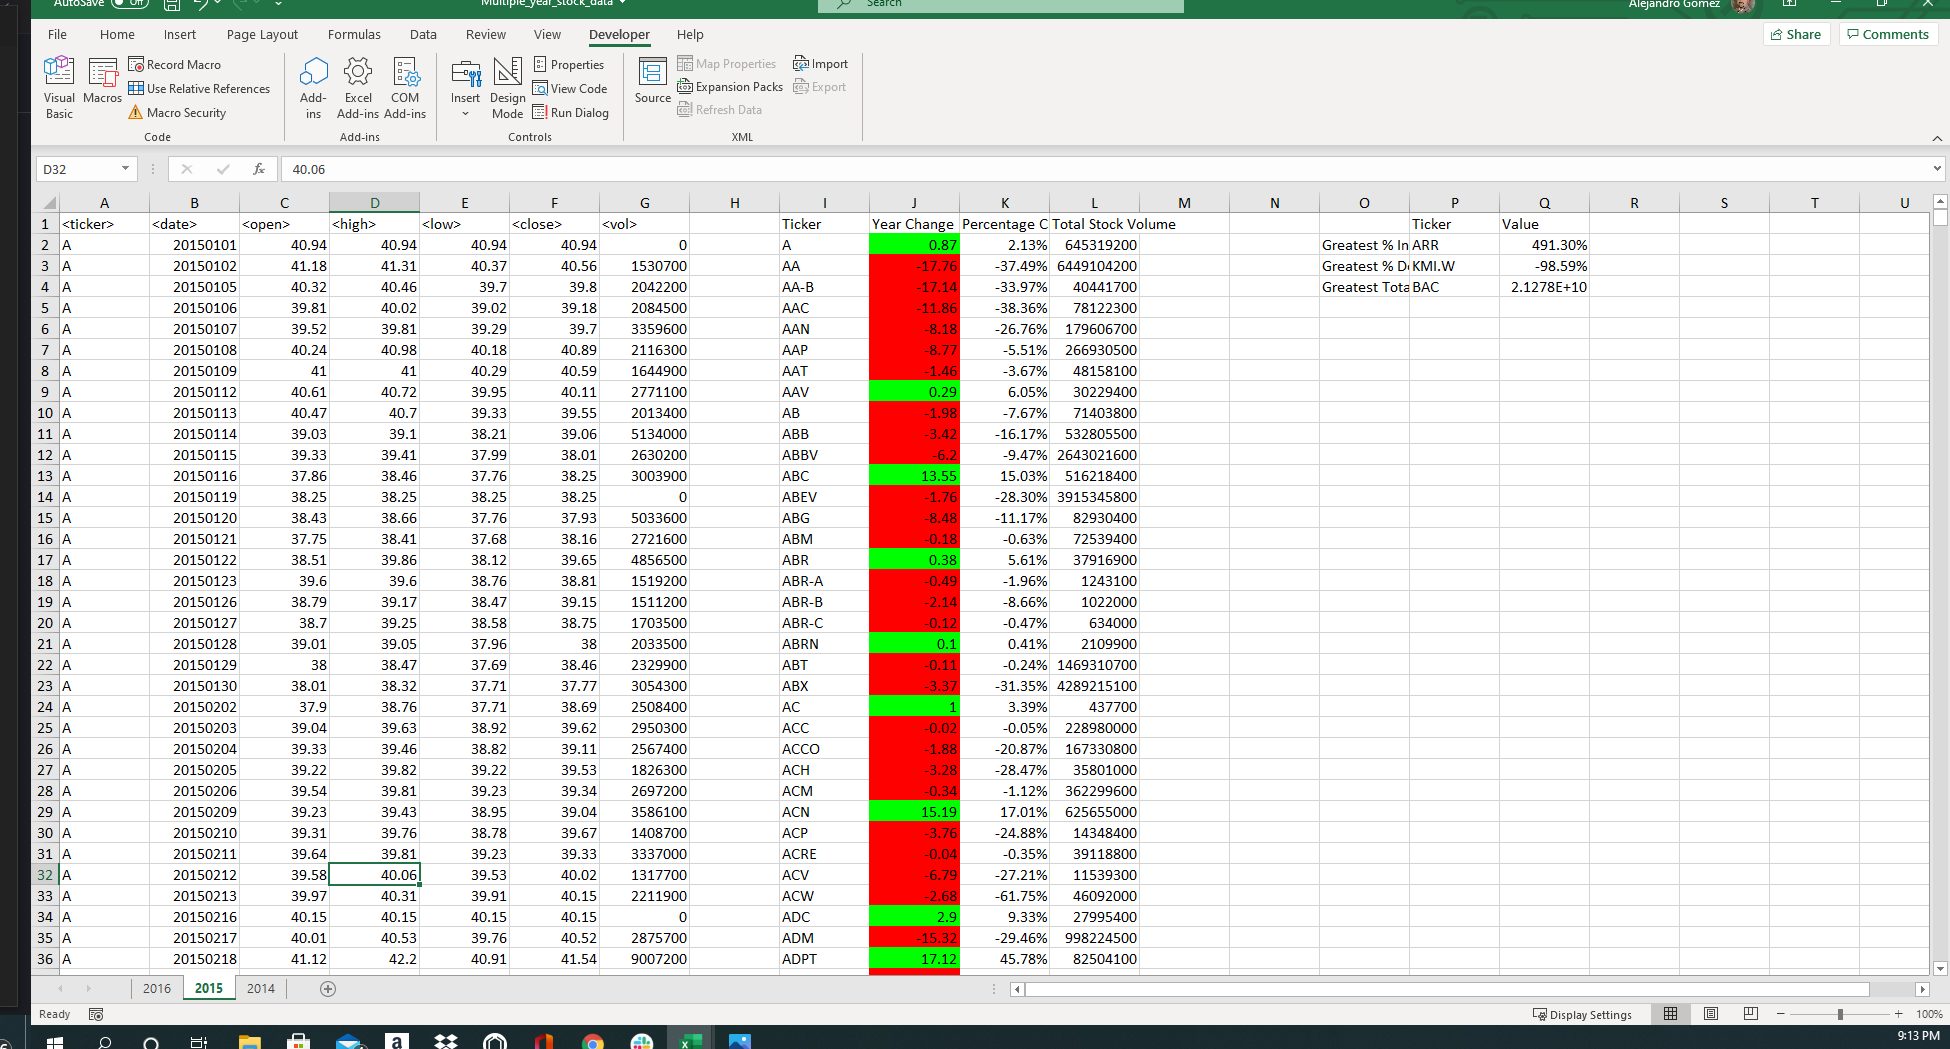 AutoSave Off Multiple_year_stock_data Search Alejandro Gomez
File Home Insert Page Layout Formulas Data Review View Developer Help Share Comments
Visual Basic
Macros
Record Macro
Use Relative References
Macro Security
Code
Add-ins
Excel Add-ins
COM Add-ins
Add-ins
Insert
Design Mode
Properties
View Code
Run Dialog
Controls
Source
Map Properties
Expansion Packs
Refresh Data
Import
Export
XML
D32 fx 40.06
A B C D E F G H I J K L M N O P Q R S T U
1 <ticker> <date> <open> <high> <low> <close> <vol> Ticker Year Change Percentage C Total Stock Volume Ticker Value
2 A 20150101 40.94 40.94 40.94 40.94 0 A 0.87 2.13% 645319200 Greatest % In ARR 491.30%
3 A 20150102 41.18 41.31 40.37 40.56 1530700 AA -17.76 -37.49% 6449104200 Greatest % D KMI.W -98.59%
4 A 20150105 40.32 40.46 39.7 39.8 2042200 AA-B -17.14 -33.97% 40441700 Greatest Tota BAC 2.1278E+10
5 A 20150106 39.81 40.02 39.02 39.18 2084500 AAC -11.86 -38.36% 78122300
6 A 20150107 39.52 39.81 39.29 39.7 3359600 AAN -8.18 -26.76% 179606700
7 A 20150108 40.24 40.98 40.18 40.89 2116300 AAP -8.77 -5.51% 266930500
8 A 20150109 41 41 40.29 40.59 1644900 AAT -1.46 -3.67% 48158100
9 A 20150112 40.61 40.72 39.95 40.11 2771100 AAV 0.29 6.05% 30229400
10 A 20150113 40.47 40.7 39.33 39.55 2013400 AB -1.98 -7.67% 71403800
11 A 20150114 39.03 39.1 38.21 39.06 5134000 ABB -3.42 -16.17% 532805500
12 A 20150115 39.33 39.41 37.99 38.01 2630200 ABBV -6.2 -9.47% 2643021600
13 A 20150116 37.86 38.46 37.76 38.25 3003900 ABC 13.55 15.03% 516218400
14 A 20150119 38.25 38.25 38.25 38.25 0 ABEV -1.76 -28.30% 3915345800
15 A 20150120 38.43 38.66 37.76 37.93 5033600 ABG -8.48 -11.17% 82930400
16 A 20150121 37.75 38.41 37.68 38.16 2721600 ABM -0.18 -0.63% 72539400
17 A 20150122 38.51 39.86 38.12 39.65 4856500 ABR 0.38 5.61% 37916900
18 A 20150123 39.6 39.6 38.76 38.81 1519200 ABR-A -0.49 -1.96% 1243100
19 A 20150126 38.79 39.17 38.47 39.15 1511200 ABR-B -2.14 -8.66% 1022000
20 A 20150127 38.7 39.25 38.58 38.75 1703500 ABR-C -0.12 -0.47% 634000
21 A 20150128 39.01 39.05 37.96 38 2033500 ABRN 0.1 0.41% 2109900
22 A 20150129 38 38.47 37.69 38.46 2329900 ABT -0.11 -0.24% 1469310700
23 A 20150130 38.01 38.32 37.71 37.77 3054300 ABX -3.37 -31.35% 4289215100
24 A 20150202 37.9 38.76 37.71 38.69 2508400 AC 1 3.39% 437700
25 A 20150203 39.04 39.63 38.92 39.62 2950300 ACC -0.02 -0.05% 228980000
26 A 20150204 39.33 39.46 38.82 39.11 2567400 ACCO -1.88 -20.87% 167330800
27 A 20150205 39.22 39.82 39.22 39.53 1826300 ACH -3.28 -28.47% 35801000
28 A 20150206 39.54 39.81 39.23 39.34 2697200 ACM -0.34 -1.12% 362299600
29 A 20150209 39.23 39.43 38.95 39.04 3586100 ACN 15.19 17.01% 625655000
30 A 20150210 39.31 39.76 38.78 39.67 1408700 ACP -3.76 -24.88% 14348400
31 A 20150211 39.64 39.81 39.23 39.33 3337000 ACRE -0.04 -0.35% 39118800
32 A 20150212 39.58 40.06 39.53 40.02 1317700 ACV -6.79 -27.21% 11539300
33 A 20150213 39.97 40.31 39.91 40.15 2211900 ACW -2.68 -61.75% 46092000
34 A 20150216 40.15 40.15 40.15 40.15 0 ADC 2.9 9.33% 27995400
35 A 20150217 40.01 40.53 39.76 40.52 2875700 ADM -15.32 -29.46% 998224500
36 A 20150218 41.12 42.2 40.91 41.54 9007200 ADPT 17.12 45.78% 82504100
2016 2015 2014
Ready Display Settings 100%
9:13 PM